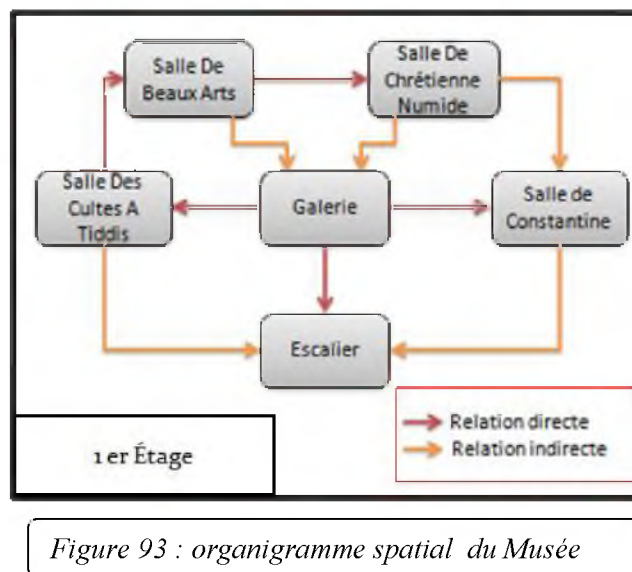 Salle De
Beaux Arts
Salle De
Chrétienne
Numide
Salle Des
Cultes A
Tiddis
Galerie
Salle de
Constantine
Escalier
1 er Étage
Relation directe
Relation indirecte
Figure 93 : organigramme spatial du Musée